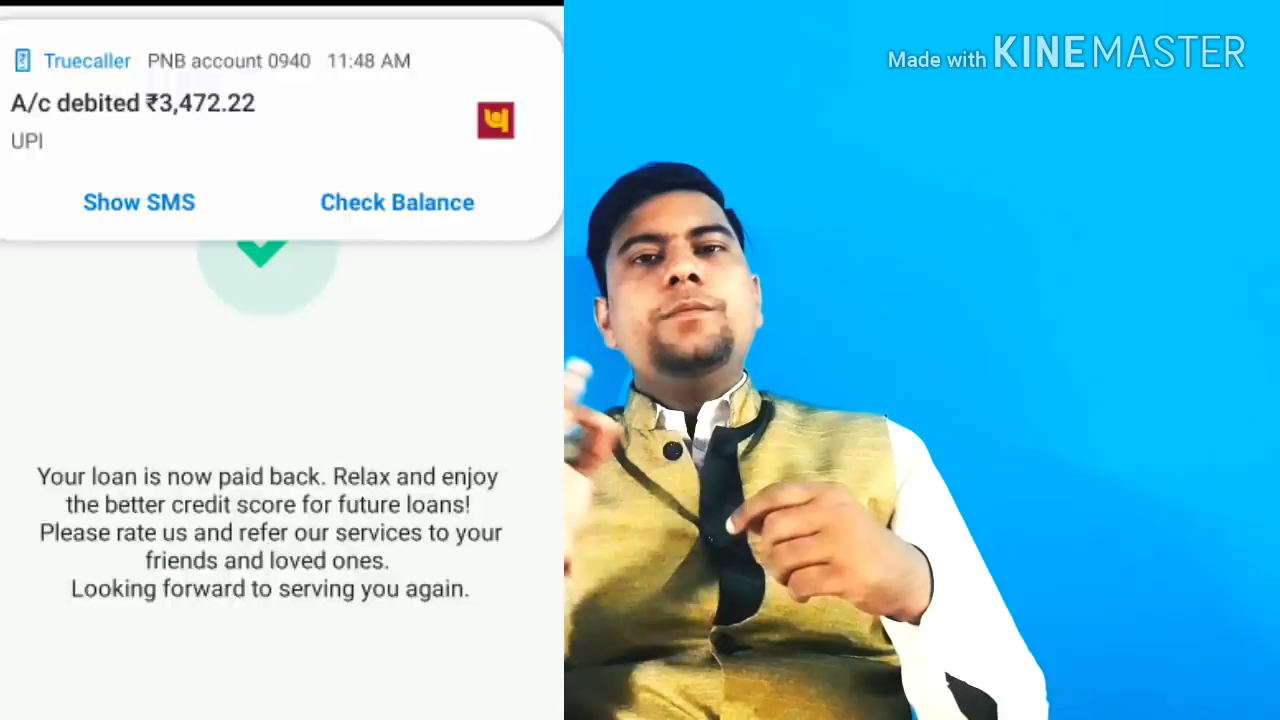 Truecaller PNB account 0940 11:48 AM
A/c debited ₹3,472.22
UPI
Show SMS Check Balance
Your loan is now paid back. Relax and enjoy
the better credit score for future loans!
Please rate us and refer our services to your
friends and loved ones.
Looking forward to serving you again.
Made with KINEMASTER